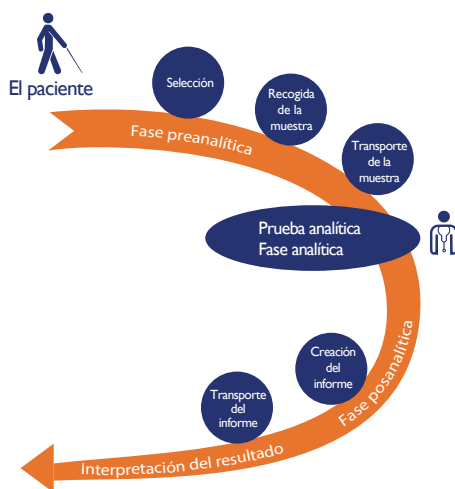 El paciente
Selección
Recogida
de la
muestra
Transporte
de la
muestra
Fase preanalítica
Prueba analítica
Fase analítica
Creación
del
informe
Fase posanalítica
Transporte
del
informe
Interpretación del resultado